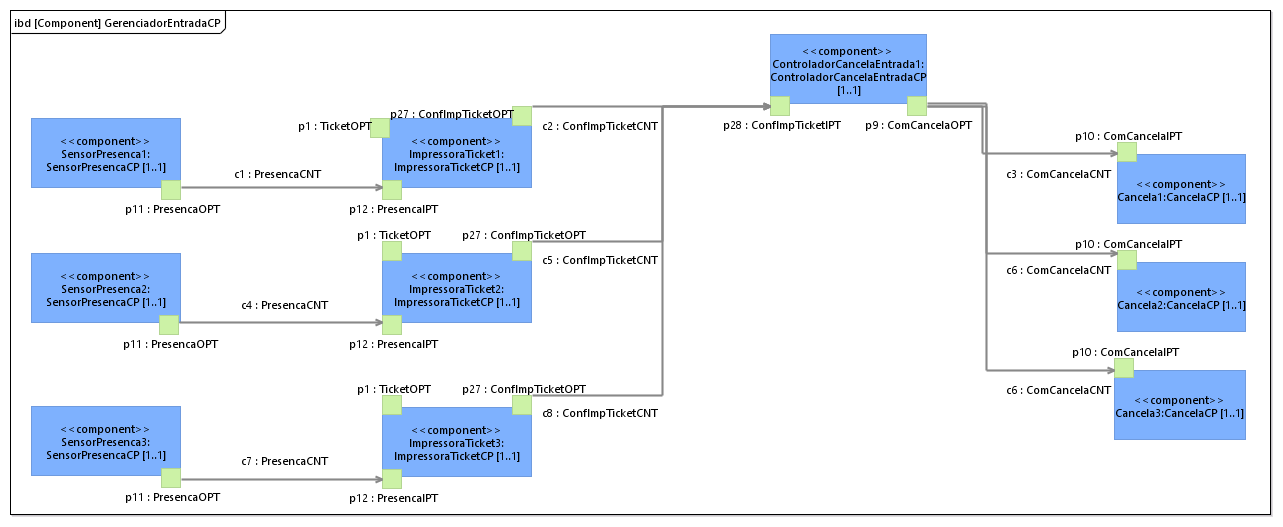 ibd [Component] GerenciadorEntradaCP
<<component>>
ControladorCancelaEntrada1:
ControladorCancelaEntradaCP
[1..1]
p28 : ConfImpTicketIPT
p9 : ComCancelaOPT
<<component>>
SensorPresenca1:
SensorPresencaCP [1..1]
p11 : PresencaOPT
c1 : PresencaCNT
p1 : TicketOPT
p27 : ConfImpTicketOPT
<<component>>
ImpressoraTicket1:
ImpressoraTicketCP [1..1]
p12 : PresencaIPT
c2 : ConfImpTicketCNT
p10 : ComCancelaIPT
c3 : ComCancelaCNT
<<component>>
Cancela1:CancelaCP [1..1]
<<component>>
SensorPresenca2:
SensorPresencaCP [1..1]
p11 : PresencaOPT
c4 : PresencaCNT
p1 : TicketOPT
p27 : ConfImpTicketOPT
<<component>>
ImpressoraTicket2:
ImpressoraTicketCP [1..1]
p12 : PresencaIPT
c5 : ConfImpTicketCNT
p10 : ComCancelaIPT
c6 : ComCancelaCNT
<<component>>
Cancela2:CancelaCP [1..1]
<<component>>
SensorPresenca3:
SensorPresencaCP [1..1]
p11 : PresencaOPT
c7 : PresencaCNT
p1 : TicketOPT
p27 : ConfImpTicketOPT
<<component>>
ImpressoraTicket3:
ImpressoraTicketCP [1..1]
p12 : PresencaIPT
c8 : ConfImpTicketCNT
p10 : ComCancelaIPT
c6 : ComCancelaCNT
<<component>>
Cancela3:CancelaCP [1..1]